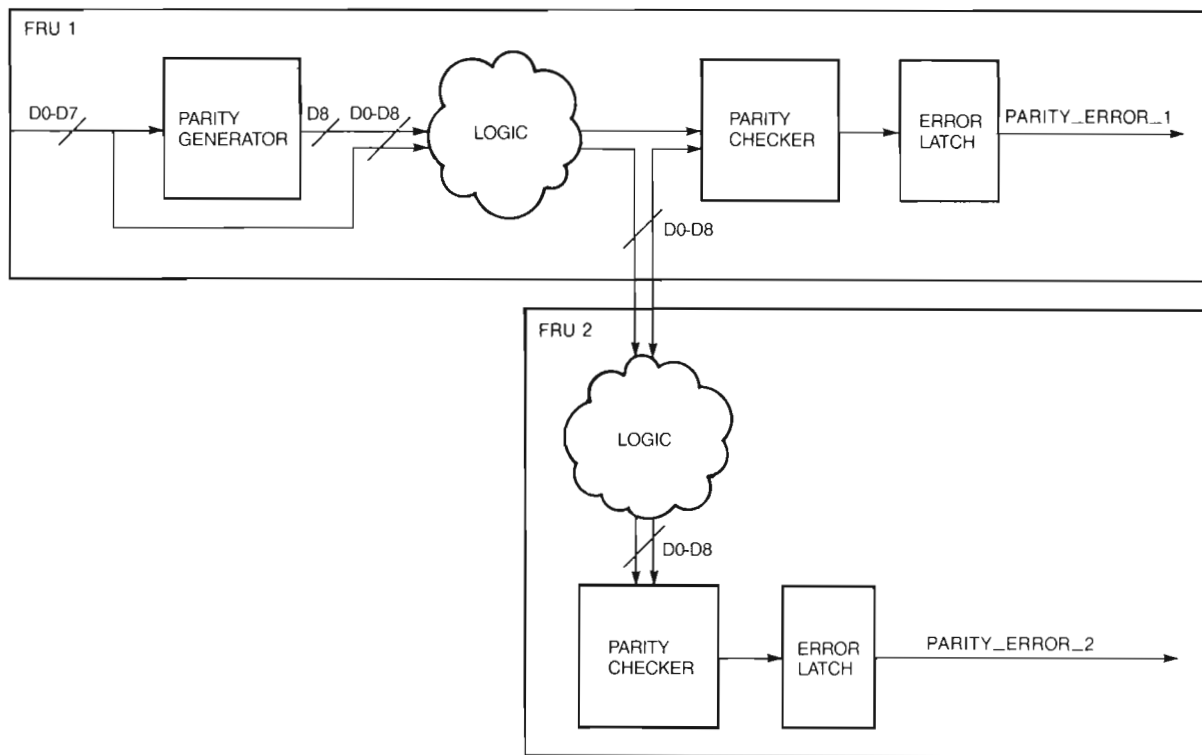 FRU 1
D0-D7
PARITY
GENERATOR
D8
D0-D8
LOGIC
PARITY
CHECKER
ERROR
LATCH
PARITY_ERROR_1
D0-D8
FRU 2
LOGIC
D0-D8
PARITY
CHECKER
ERROR
LATCH
PARITY_ERROR_2